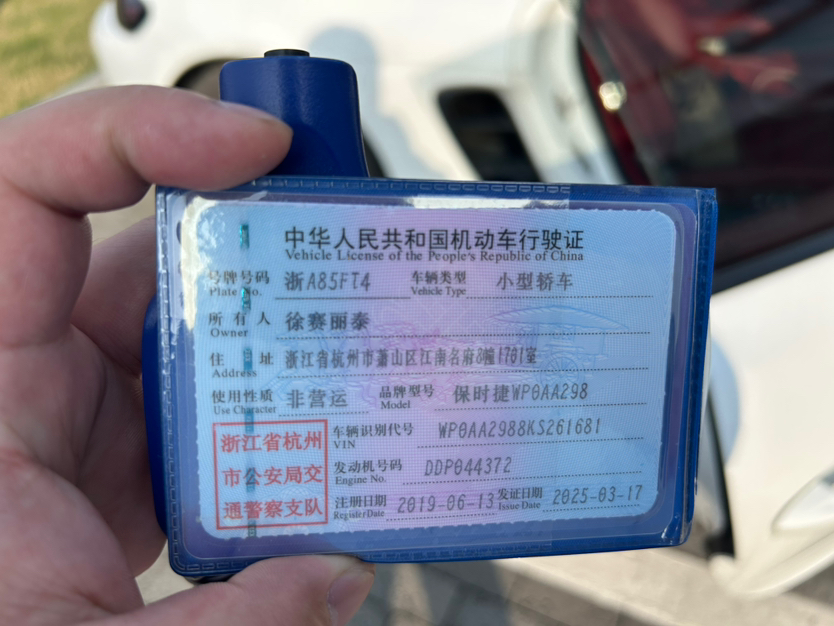 中华人民共和国机动车行驶证
Vehicle License of the People's Republic of China
号牌号码 浙A85FT4 车辆类型 小型轿车
Plate No. Vehicle Type
所有人 徐赛丽泰
Owner
住址 浙江省杭州市萧山区江南名府8幢1701室
Address
使用性质 非营运 品牌型号 保时捷WP0AA298
Use Character Model
浙江省杭州 车辆识别代号 WP0AA2988KS261681
VIN
市公安局交 发动机号码 DDP044372
Engine No.
通警察支队 注册日期 2019-06-13 发证日期 2025-03-17
Register Date Issue Date